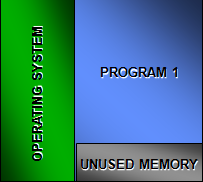 OPERATING SYSTEM
PROGRAM 1
UNUSED MEMORY